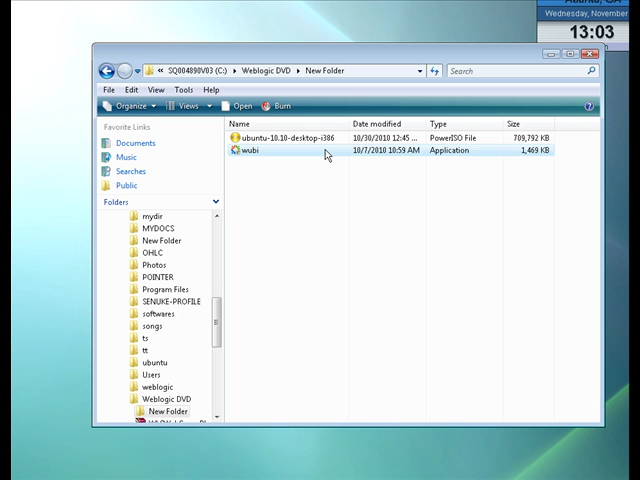 Wednesday, November
13:03
« SQ004890V03 (C:) Weblogic DVD New Folder
Search
File Edit View Tools Help
Organize Views Open Burn
Favorite Links
Documents
Music
Searches
Public
Folders
mydir
MYDOCS
New Folder
OHLC
Photos
POINTER
Program Files
SENUKE-PROFILE
softwares
songs
ts
tt
ubuntu
Users
weblogic
Weblogic DVD
New Folder
Name Date modified Type Size
ubuntu-10.10-desktop-i386 10/30/2010 12:45 ... PowerISO File 709,792 KB
wubi 10/7/2010 10:59 AM Application 1,469 KB